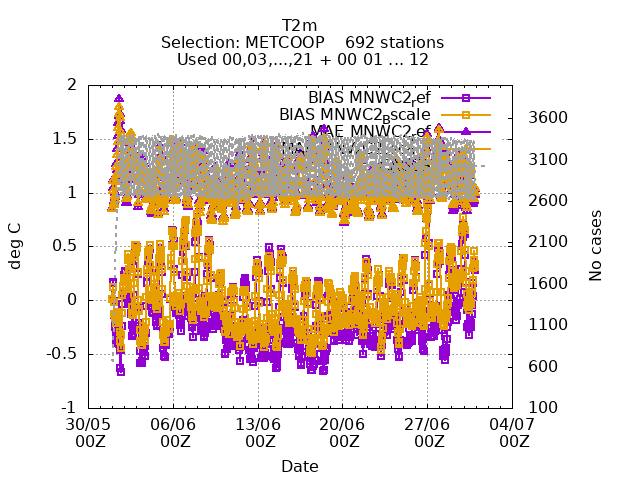 T2m
Selection: METCOOP    692 stations
Used 00,03,...,21 + 00 01 ... 12
BIAS MNWC2_ref
BIAS MNWC2_Bscale
MAE MNWC2_ref
2
1.5
1
0.5
0
-0.5
-1
deg C
3600
3100
2600
2100
1600
1100
600
100
No cases
30/05 00Z
06/06 00Z
13/06 00Z
20/06 00Z
27/06 00Z
04/07 00Z
Date